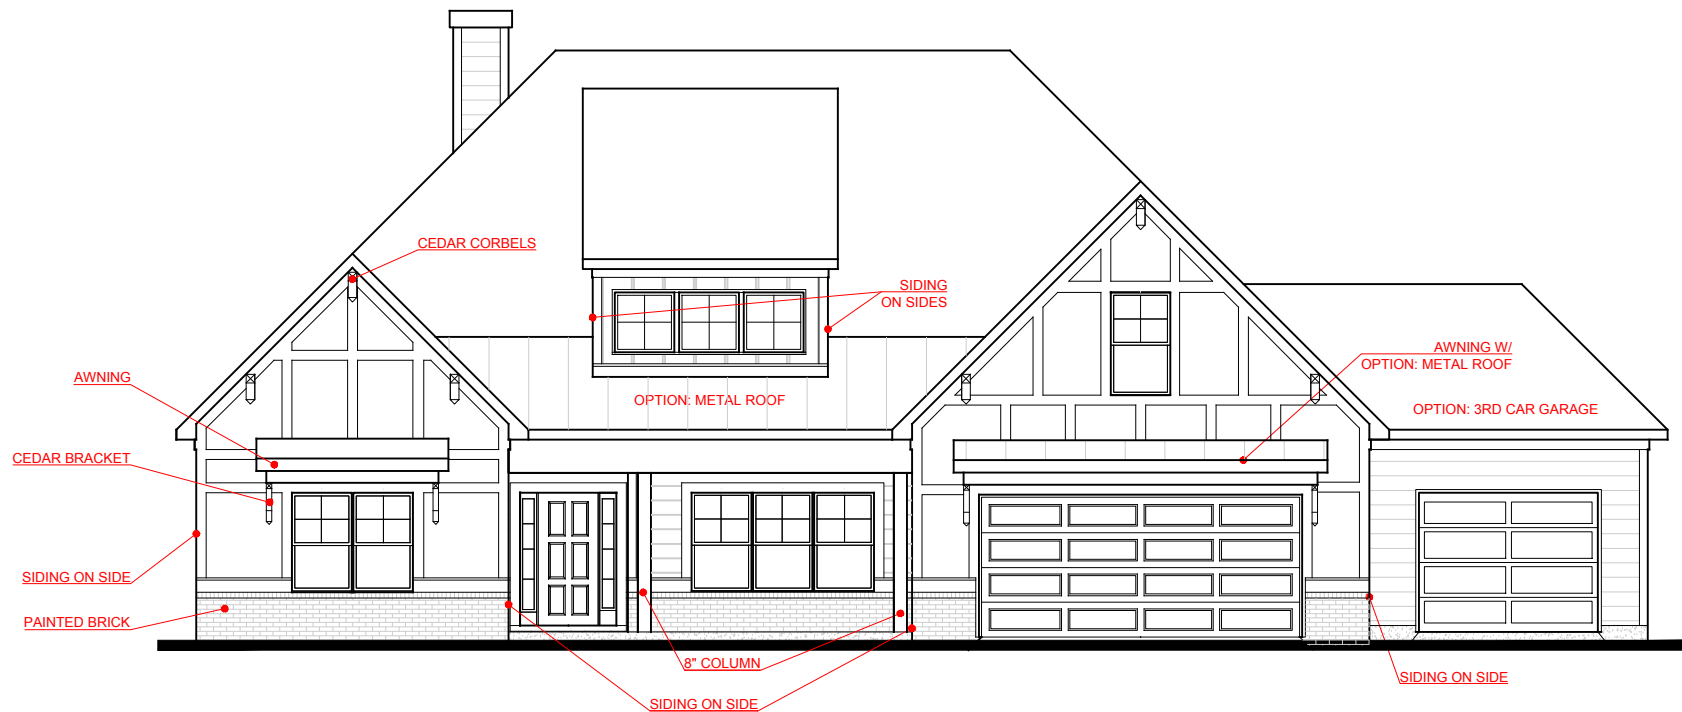 CEDAR CORBELS
SIDING
ON SIDES
AWNING W/
OPTION: METAL ROOF
AWNING
OPTION: METAL ROOF
OPTION: 3RD CAR GARAGE
CEDAR BRACKET
SIDING ON SIDE
PAINTED BRICK
8" COLUMN
SIDING ON SIDE
SIDING ON SIDE